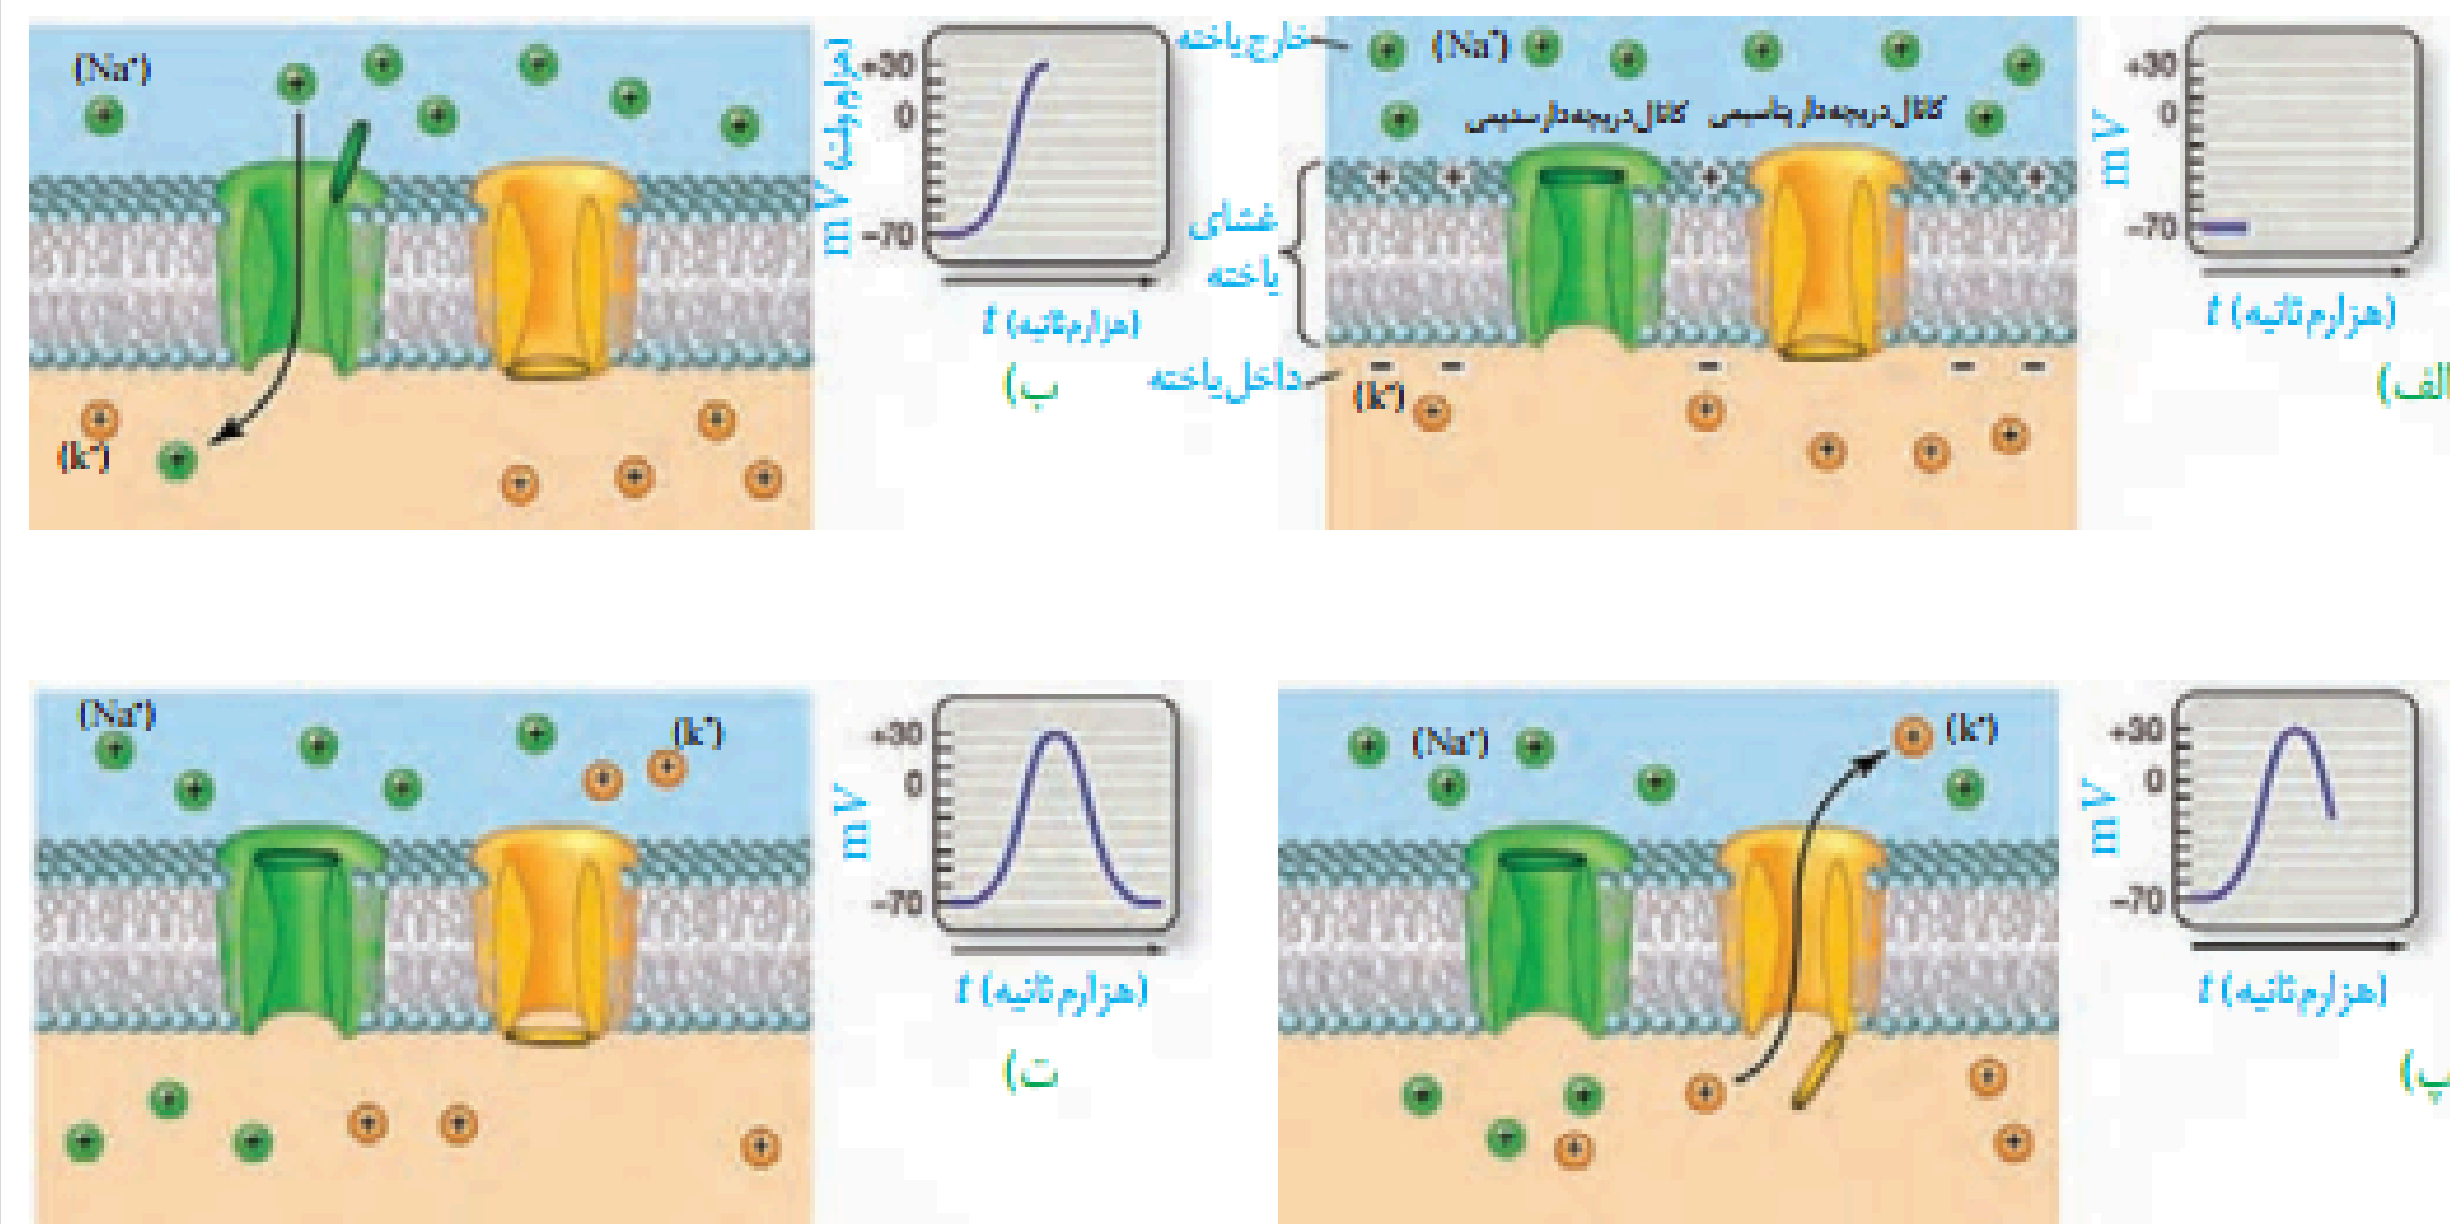 خارج یاخته
(Na⁺)
کانال دریچه‌دار سدیمی
کانال دریچه‌دار پتاسیمی
غشای
یاخته
داخل یاخته
(k⁺)
+30
0
-70
mV
t (هزارم ثانیه)
الف)
(Na⁺)
(k⁺)
+30
0
-70
mV (هزارم ولت)
t (هزارم ثانیه)
ب)
(Na⁺)
(k⁺)
+30
0
-70
mV
t (هزارم ثانیه)
پ)
(Na⁺)
(k⁺)
+30
0
-70
mV
t (هزارم ثانیه)
ت)